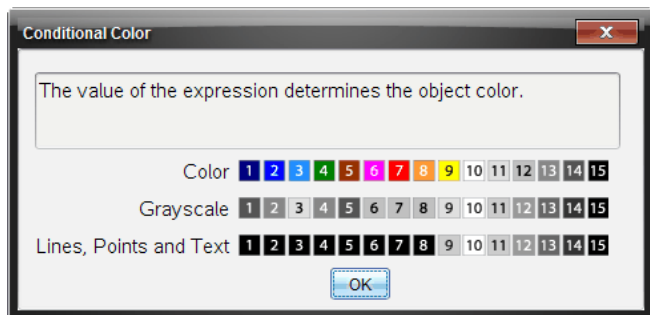 Conditional Color
The value of the expression determines the object color.
Color 1 2 3 4 5 6 7 8 9 10 11 12 13 14 15
Grayscale 1 2 3 4 5 6 7 8 9 10 11 12 13 14 15
Lines, Points and Text 1 2 3 4 5 6 7 8 9 10 11 12 13 14 15
OK